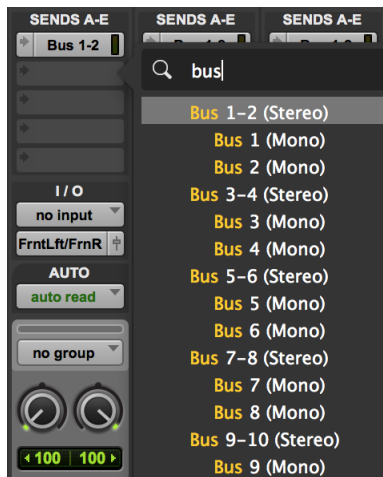 SENDS A-E
SENDS A-E
SENDS A-E
Bus 1-2
bus
Bus 1-2 (Stereo)
Bus 1 (Mono)
Bus 2 (Mono)
Bus 3-4 (Stereo)
Bus 3 (Mono)
Bus 4 (Mono)
Bus 5-6 (Stereo)
Bus 5 (Mono)
Bus 6 (Mono)
Bus 7-8 (Stereo)
Bus 7 (Mono)
Bus 8 (Mono)
Bus 9-10 (Stereo)
Bus 9 (Mono)
I / O
no input
FrntLft/FrnR
AUTO
auto read
no group
100
100